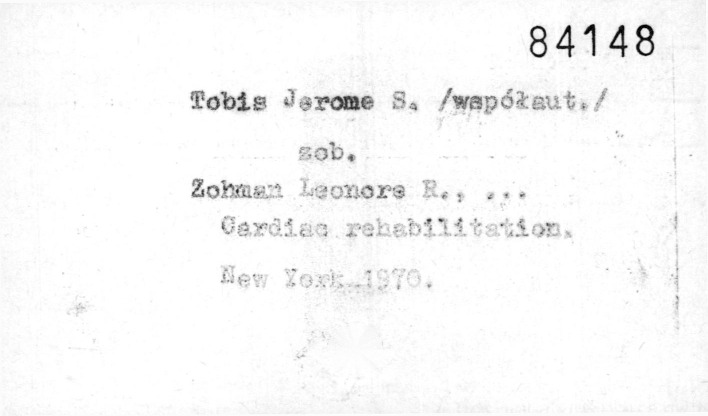 84148
Tobis Jerome S. /współaut./
zob.
Zohman Leonore R., ...
Cardiac rehabilitation.
New York 1970.